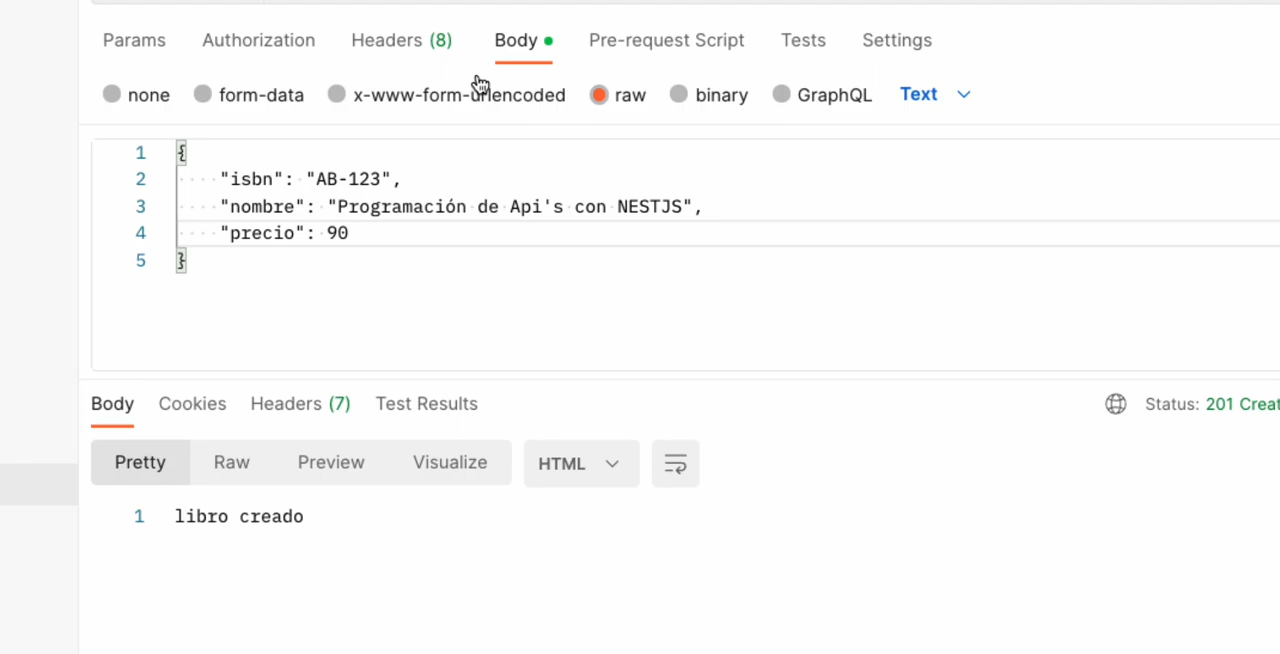 Params Authorization Headers (8) Body Pre-request Script Tests Settings
none form-data x-www-form-urlencoded raw binary GraphQL Text
1 {
2 "isbn": "AB-123",
3 "nombre": "Programación de Api's con NESTJS",
4 "precio": 90
5 }
Body Cookies Headers (7) Test Results Status: 201 Creat
Pretty Raw Preview Visualize HTML
1 libro creado